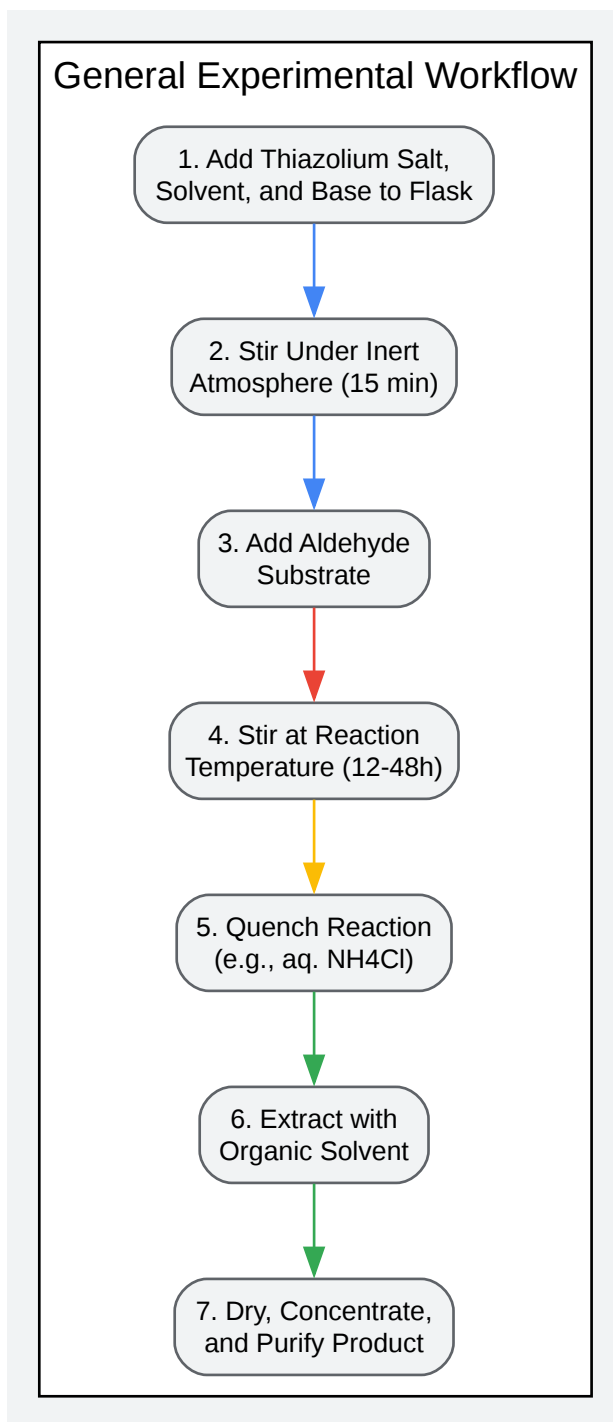 General Experimental Workflow
1. Add Thiazolium Salt,
Solvent, and Base to Flask
2. Stir Under Inert
Atmosphere (15 min)
3. Add Aldehyde
Substrate
4. Stir at Reaction
Temperature (12-48h)
5. Quench Reaction
(e.g., aq. NH4Cl)
6. Extract with
Organic Solvent
7. Dry, Concentrate,
and Purify Product